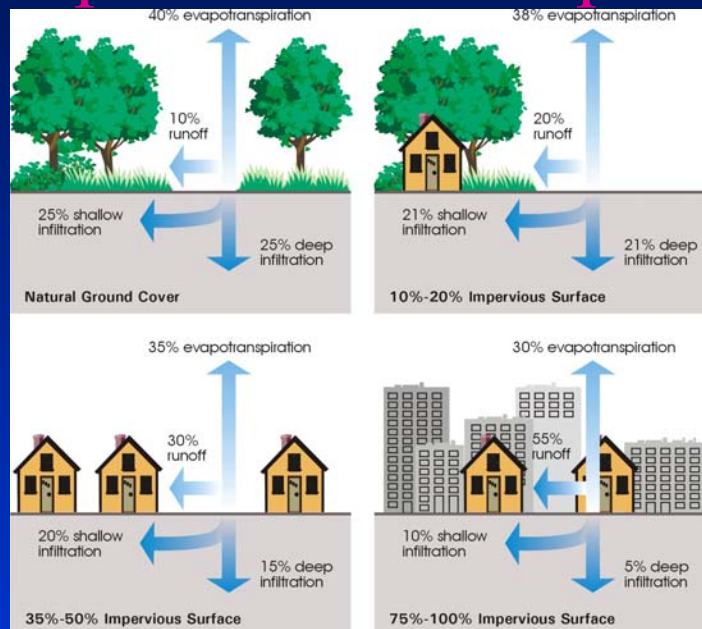 40% evapotranspiration
10%
runoff
25% shallow
infiltration
25% deep
infiltration
Natural Ground Cover
38% evapotranspiration
20%
runoff
21% shallow
infiltration
21% deep
infiltration
10%-20% Impervious Surface
35% evapotranspiration
30%
runoff
20% shallow
infiltration
15% deep
infiltration
35%-50% Impervious Surface
30% evapotranspiration
55%
runoff
10% shallow
infiltration
5% deep
infiltration
75%-100% Impervious Surface